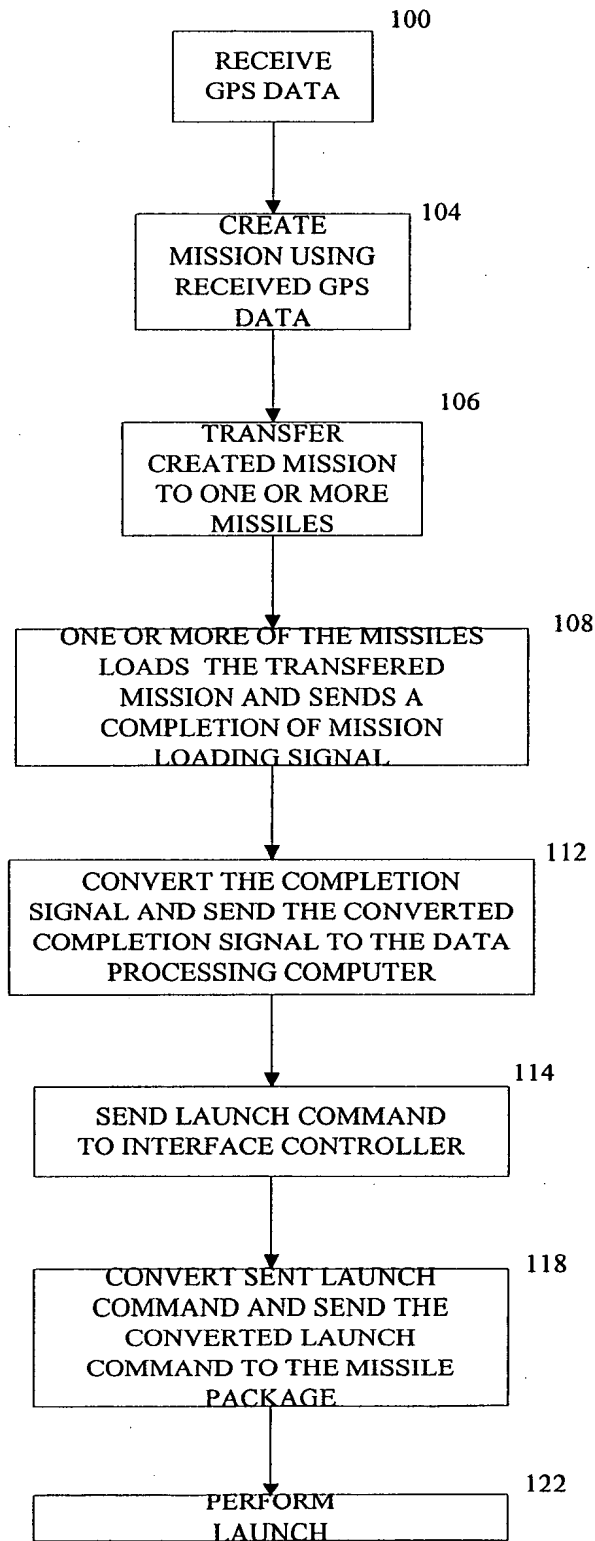 100
RECEIVE
GPS DATA
104
CREATE
MISSION USING
RECEIVED GPS
DATA
106
TRANSFER
CREATED MISSION
TO ONE OR MORE
MISSILES
108
ONE OR MORE OF THE MISSILES
LOADS THE TRANSFERED
MISSION AND SENDS A
COMPLETION OF MISSION
LOADING SIGNAL
112
CONVERT THE COMPLETION
SIGNAL AND SEND THE CONVERTED
COMPLETION SIGNAL TO THE DATA
PROCESSING COMPUTER
114
SEND LAUNCH COMMAND
TO INTERFACE CONTROLLER
118
CONVERT SENT LAUNCH
COMMAND AND SEND THE
CONVERTED LAUNCH
COMMAND TO THE MISSILE
PACKAGE
122
PERFORM
LAUNCH